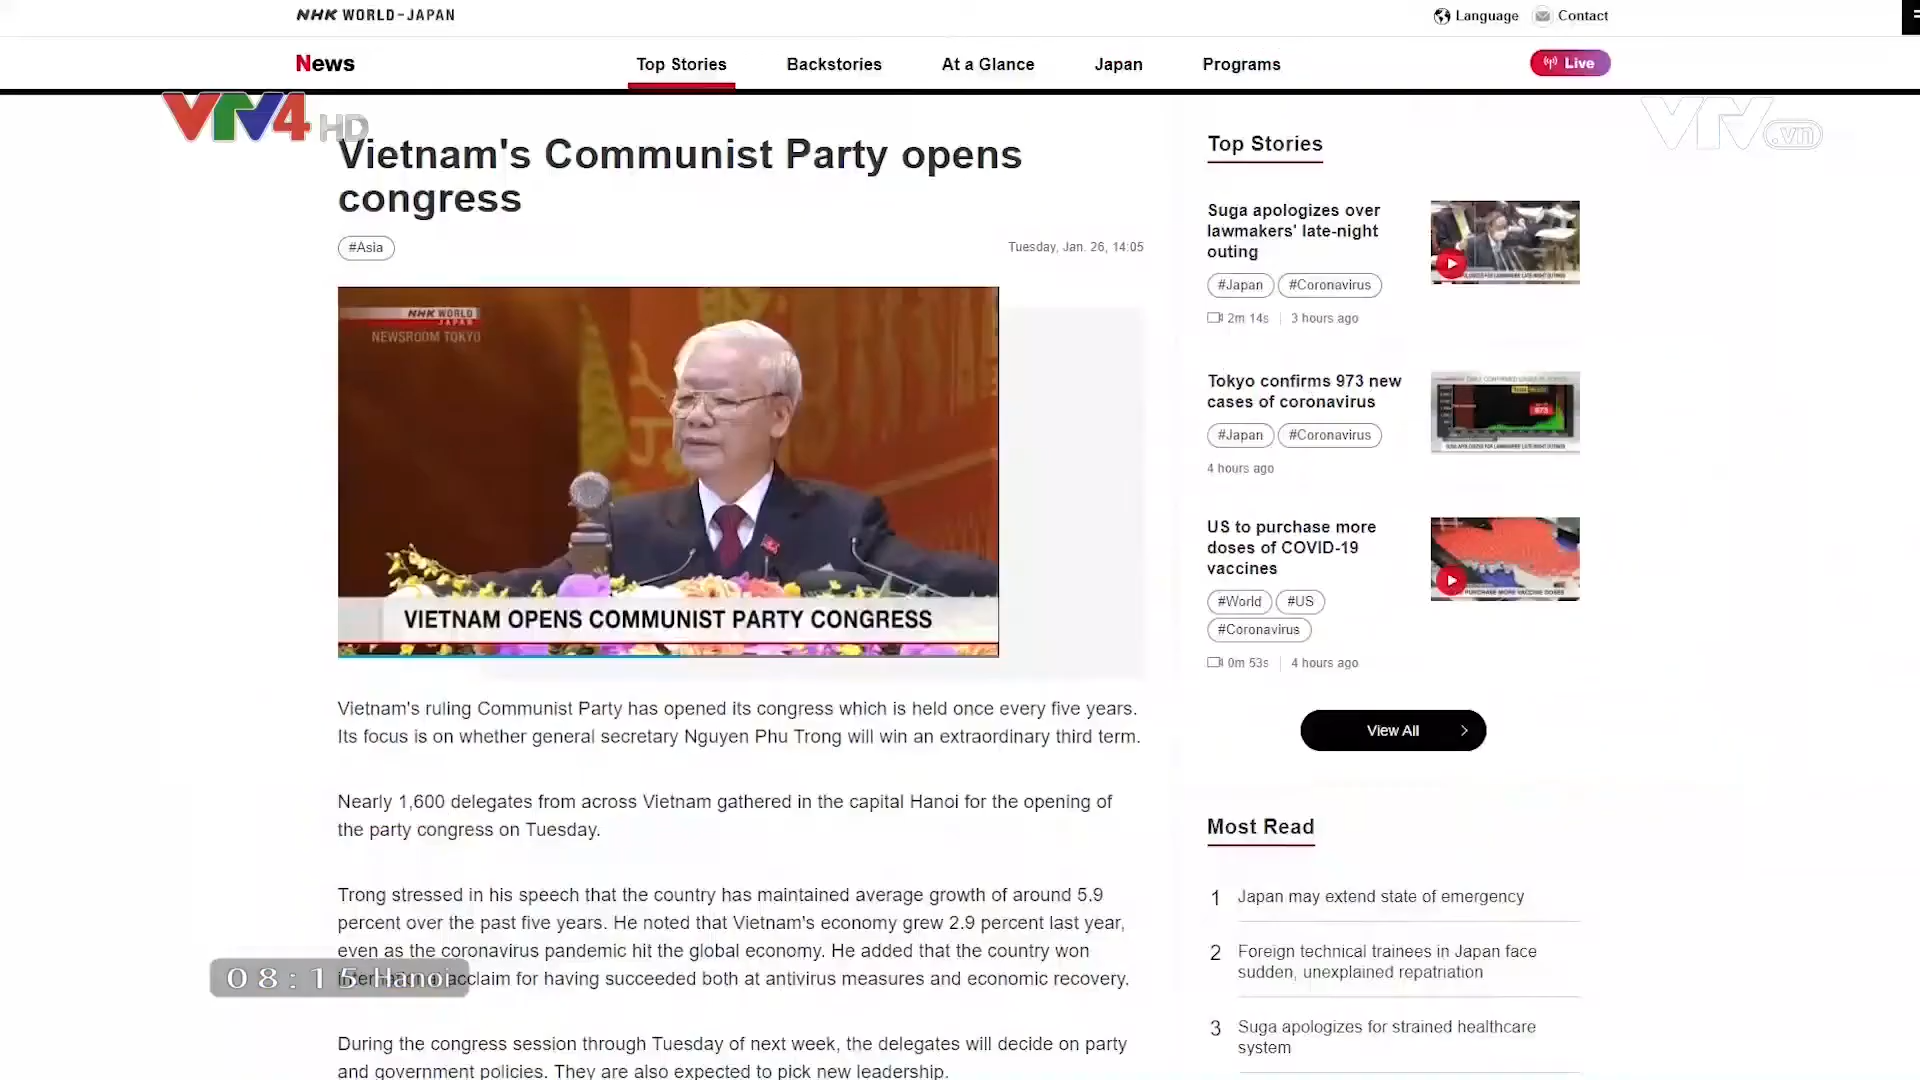 NHK WORLD-JAPAN
Language
Contact
News
Top Stories
Backstories
At a Glance
Japan
Programs
Live
VTV4 HD
VTV.vn
Vietnam's Communist Party opens
congress
#Asia
Tuesday, Jan. 26, 14:05
NHK WORLD
JAPAN
NEWSROOM TOKYO
VIETNAM OPENS COMMUNIST PARTY CONGRESS
Vietnam's ruling Communist Party has opened its congress which is held once every five years.
Its focus is on whether general secretary Nguyen Phu Trong will win an extraordinary third term.
Nearly 1,600 delegates from across Vietnam gathered in the capital Hanoi for the opening of
the party congress on Tuesday.
Trong stressed in his speech that the country has maintained average growth of around 5.9
percent over the past five years. He noted that Vietnam's economy grew 2.9 percent last year,
even as the coronavirus pandemic hit the global economy. He added that the country won
acclaim for having succeeded both at antivirus measures and economic recovery.
08:15 Hanoi
During the congress session through Tuesday of next week, the delegates will decide on party
and government policies. They are also expected to pick new leadership.
Top Stories
Suga apologizes over
lawmakers' late-night
outing
#Japan #Coronavirus
2m 14s 3 hours ago
Tokyo confirms 973 new
cases of coronavirus
#Japan #Coronavirus
4 hours ago
973
US to purchase more
doses of COVID-19
vaccines
#World #US
#Coronavirus
0m 53s 4 hours ago
PURCHASE MORE VACCINE DOSES
View All
Most Read
1 Japan may extend state of emergency
2 Foreign technical trainees in Japan face
sudden, unexplained repatriation
3 Suga apologizes for strained healthcare
system